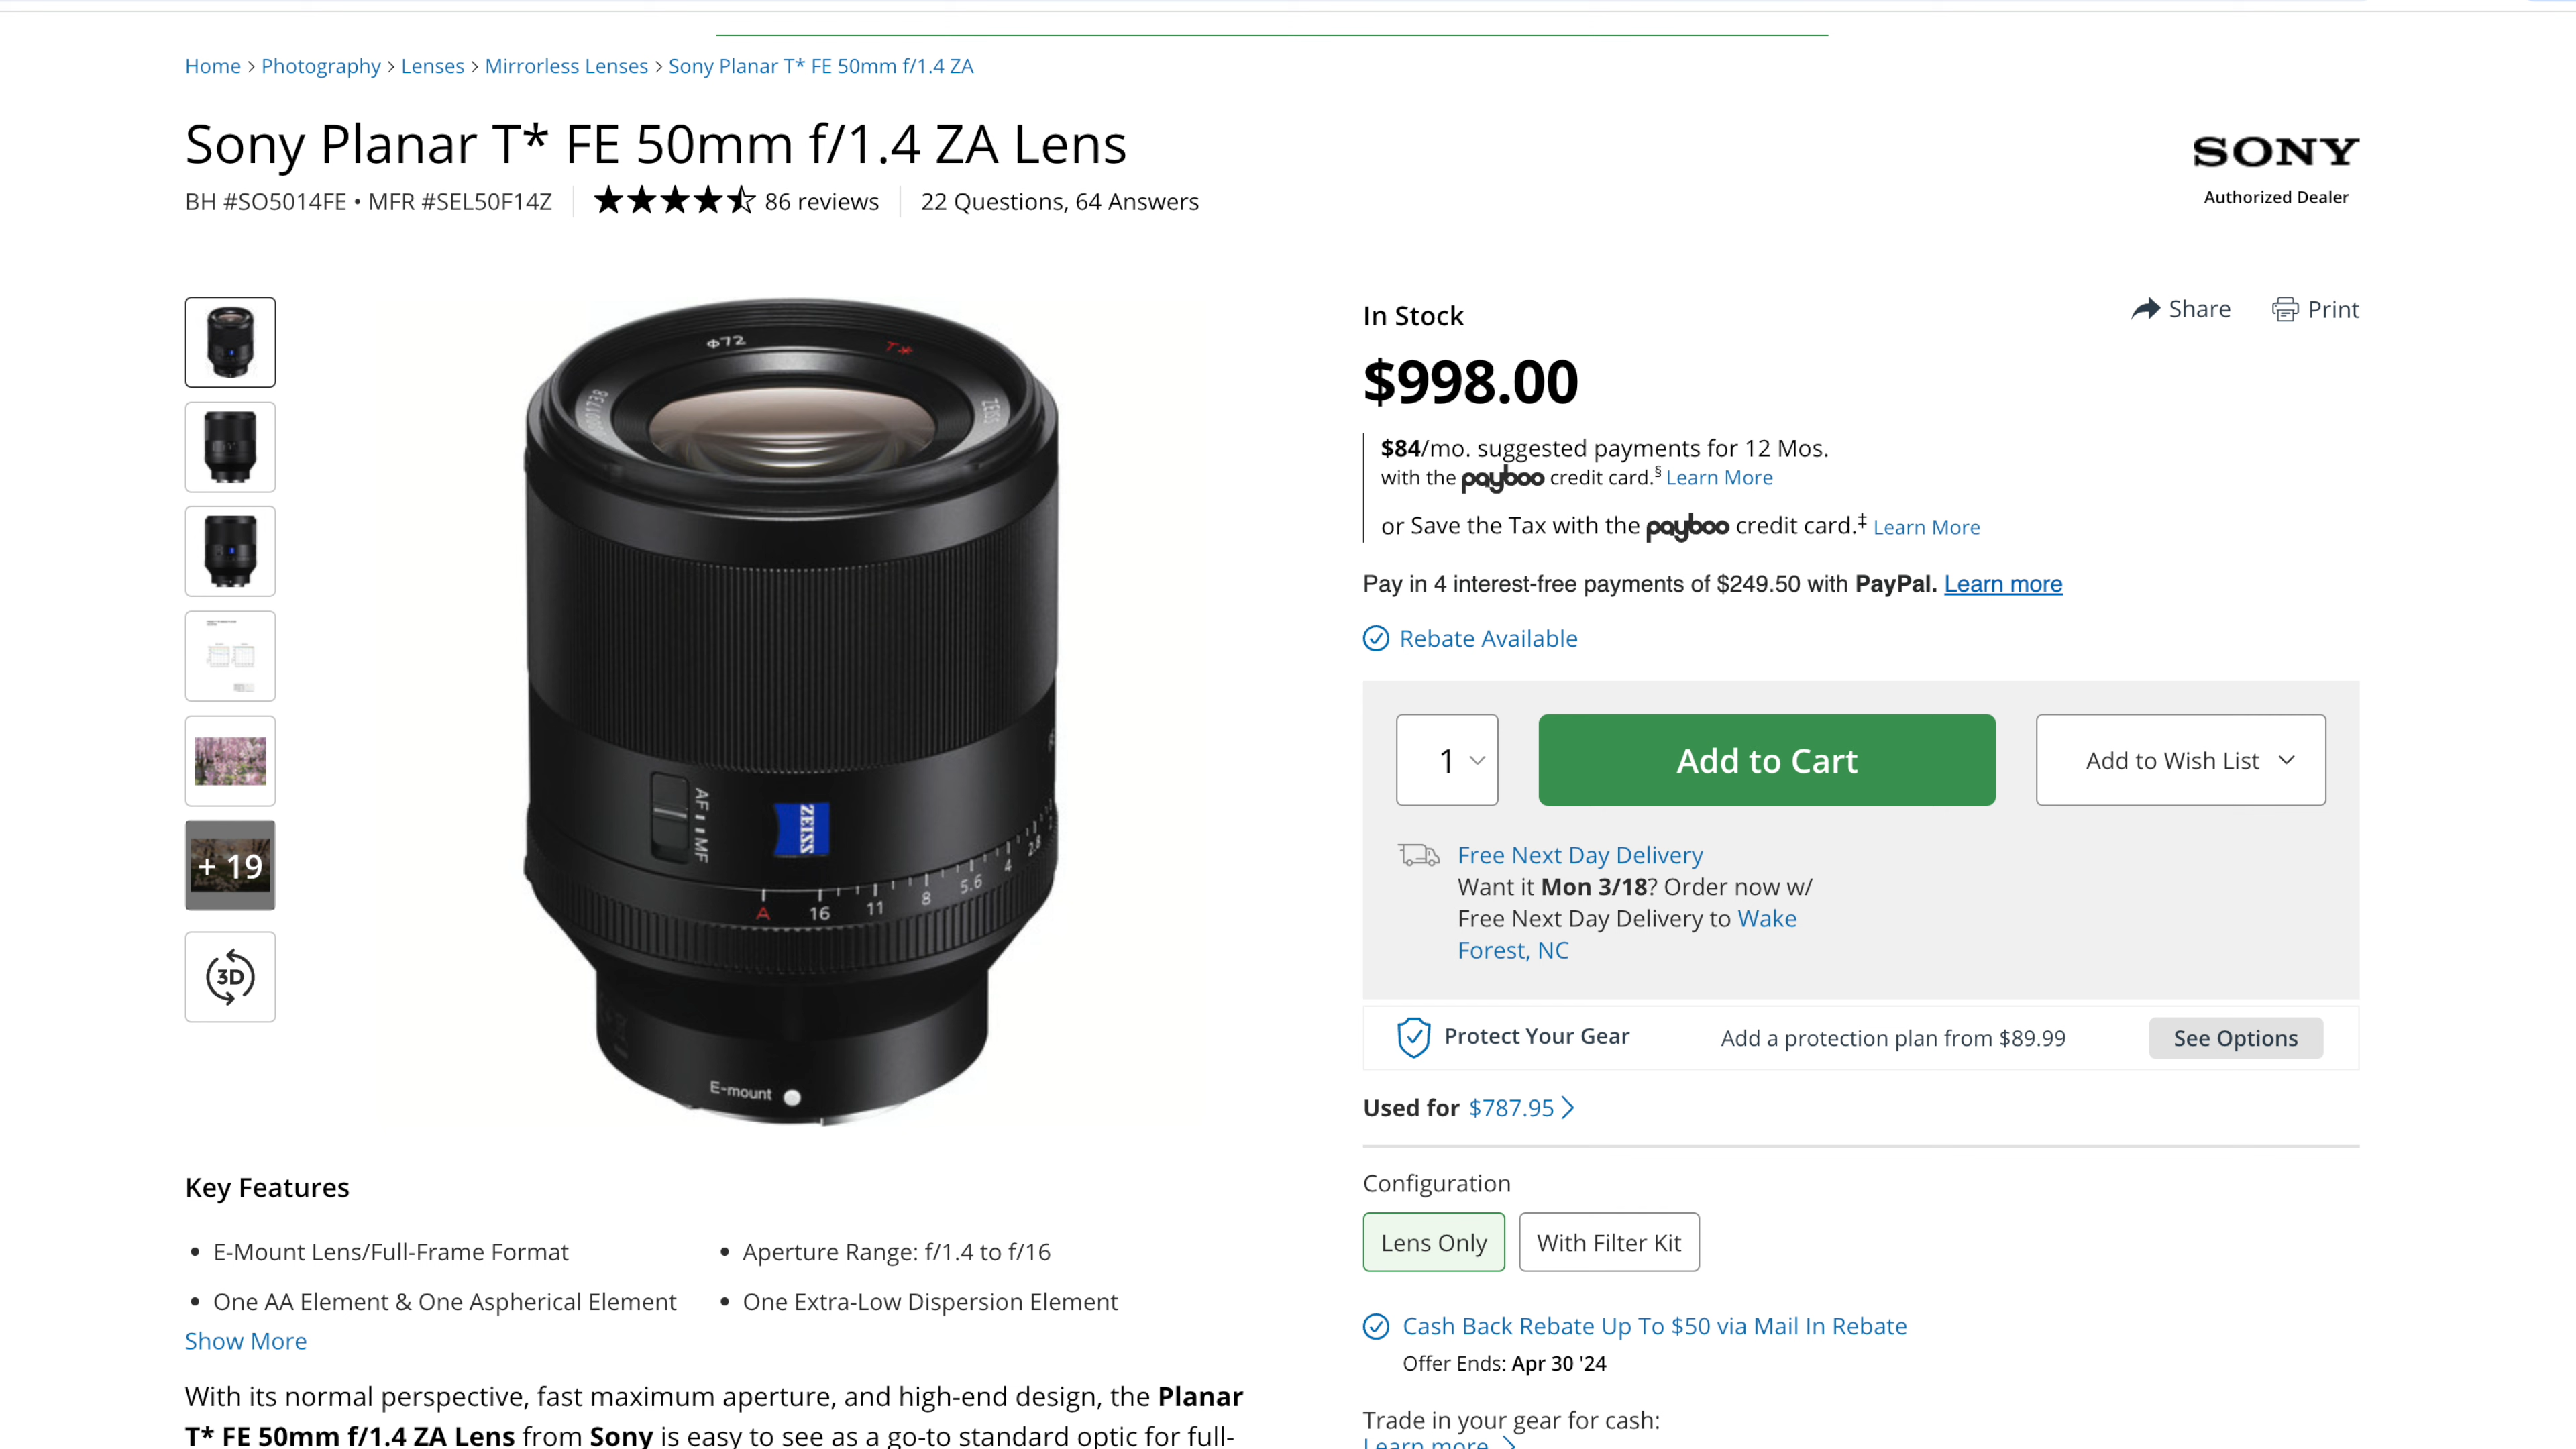 Home > Photography > Lenses > Mirrorless Lenses > Sony Planar T* FE 50mm f/1.4 ZA
Sony Planar T* FE 50mm f/1.4 ZA Lens
BH #SO5014FE • MFR #SEL50F14Z
86 reviews
22 Questions, 64 Answers
SONY
Authorized Dealer
+ 19
3D
Φ72
T*
ZEISS
AF MF
ZEISS
A 16 11 8 5.6 4 2.8
E-mount
In Stock
Share
Print
$998.00
$84/mo. suggested payments for 12 Mos.
with the payboo credit card.§ Learn More
or Save the Tax with the payboo credit card.‡ Learn More
Pay in 4 interest-free payments of $249.50 with PayPal. Learn more
Rebate Available
1
Add to Cart
Add to Wish List
Free Next Day Delivery
Want it Mon 3/18? Order now w/
Free Next Day Delivery to Wake
Forest, NC
Protect Your Gear
Add a protection plan from $89.99
See Options
Used for $787.95
Configuration
Lens Only
With Filter Kit
Cash Back Rebate Up To $50 via Mail In Rebate
Offer Ends: Apr 30 '24
Trade in your gear for cash:
Learn more
Key Features
• E-Mount Lens/Full-Frame Format
• Aperture Range: f/1.4 to f/16
• One AA Element & One Aspherical Element
• One Extra-Low Dispersion Element
Show More
With its normal perspective, fast maximum aperture, and high-end design, the Planar
T* FE 50mm f/1.4 ZA Lens from Sony is easy to see as a go-to standard optic for full-